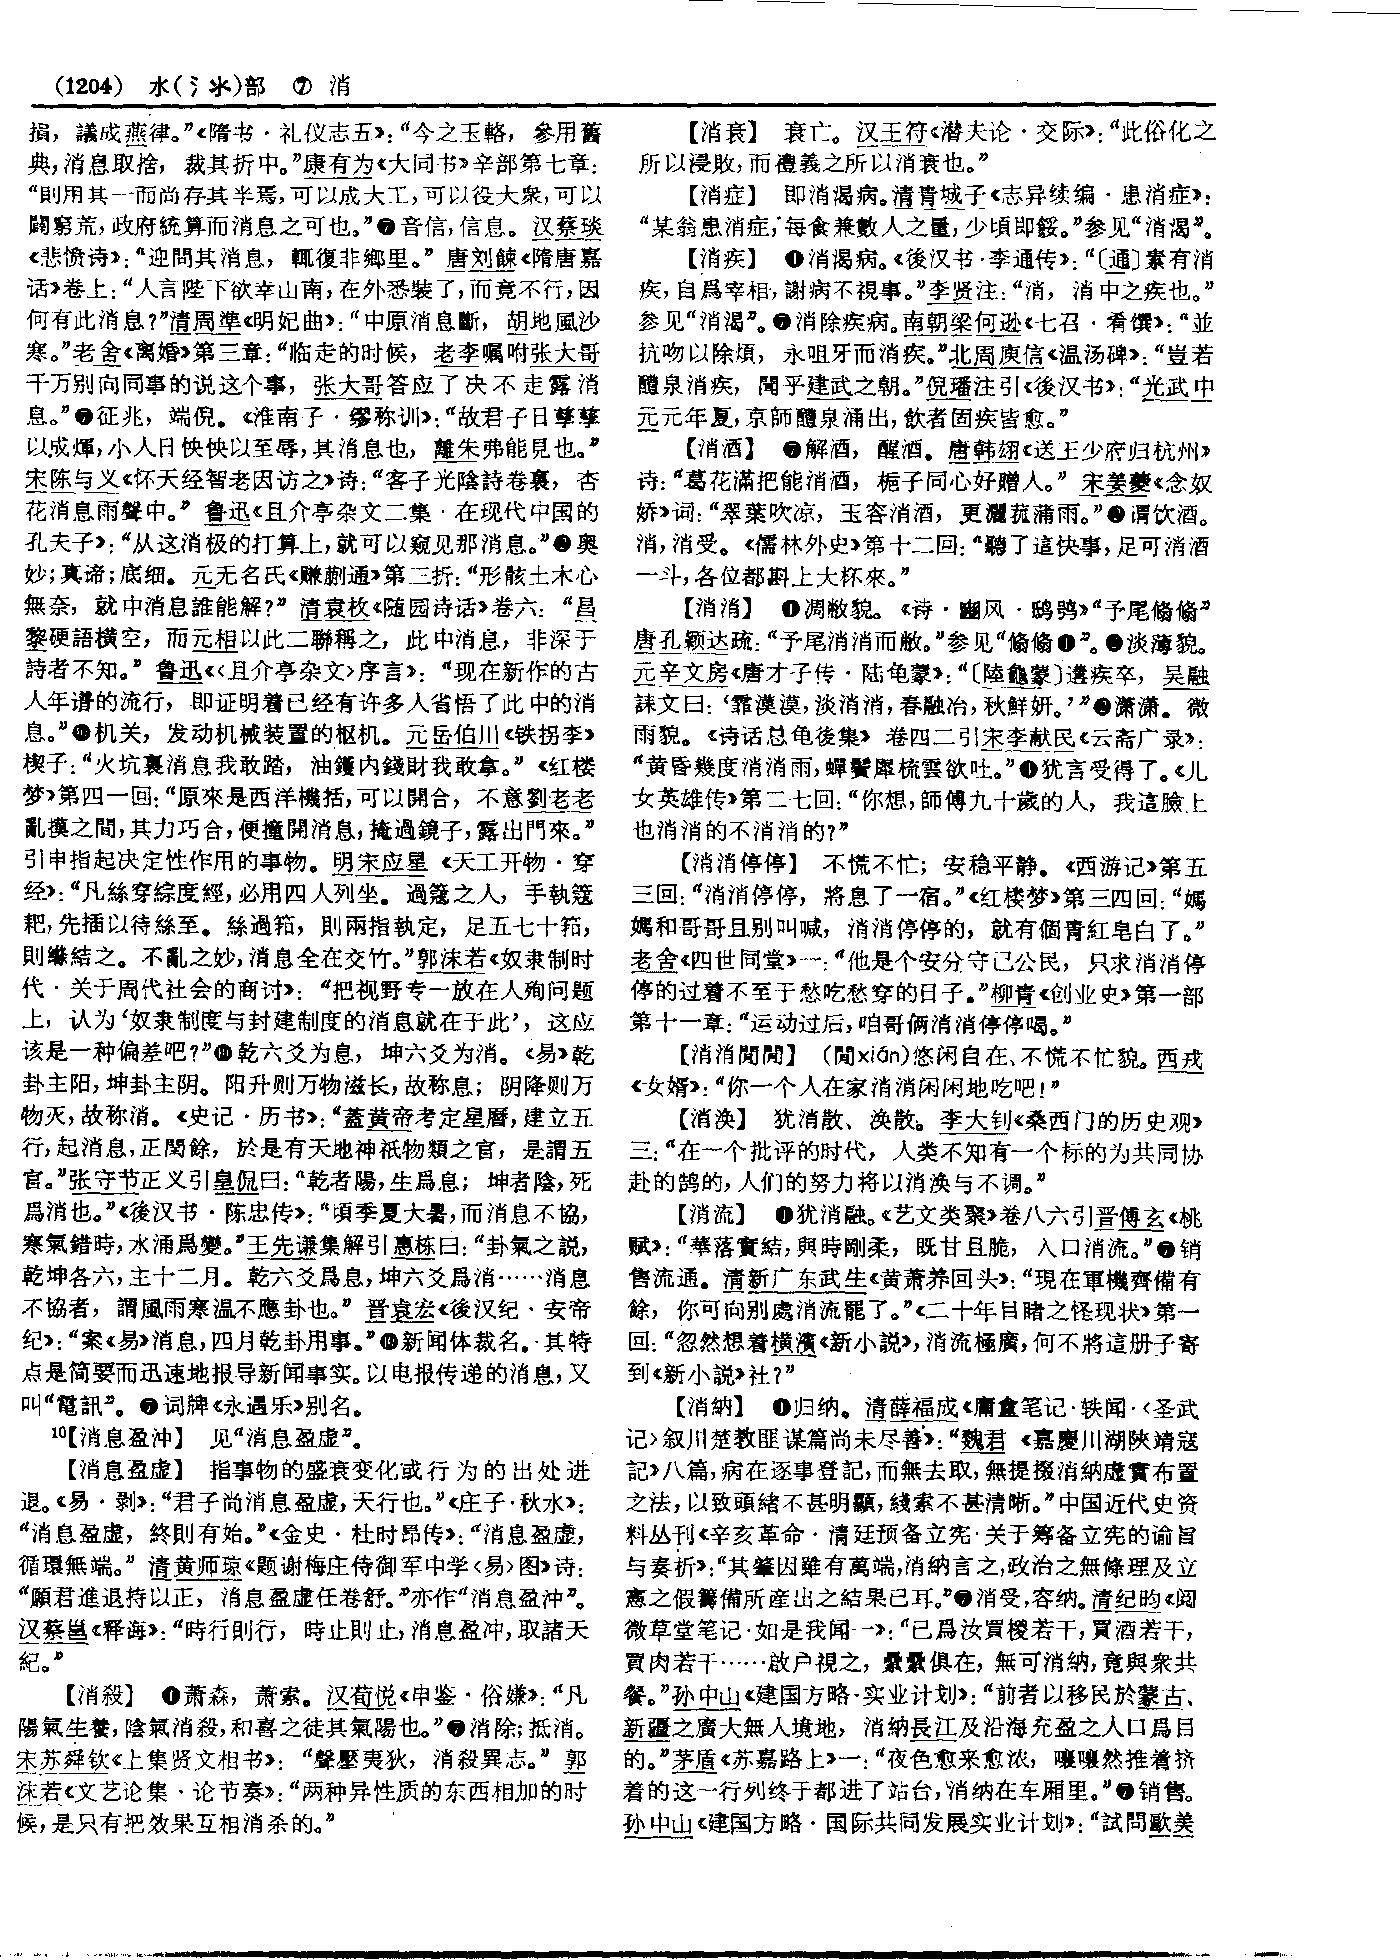 (1204) 水(氵氺)部 ⑦ 消
損，議成燕律。”《隋书·礼仪志五》：“今之玉輅，參用舊
典，消息取捨，裁其折中。”康有为《大同书》辛部第七章：
“則用其一而尚存其半焉，可以成大工，可以役大衆，可以
闢窮荒，政府統算而消息之可也。”❼音信，信息。汉蔡琰
《悲愤诗》：“迎問其消息，輒復非鄉里。”唐刘餗《隋唐嘉
话》卷上：“人言陛下欲幸山南，在外悉裝了，而竟不行，因
何有此消息？”清周準《明妃曲》：“中原消息斷，胡地風沙
寒。”老舍《离婚》第三章：“临走的时候，老李嘱咐张大哥
千万别向同事的说这个事，张大哥答应了决不走露消
息。”征兆，端倪。《淮南子·缪称训》：“故君子日孳孳
以成煇，小人日怏怏以至辱，其消息也，離朱弗能見也。”
宋陈与义《怀天经智老因访之》诗：“客子光陰詩卷裏，杏
花消息雨聲中。”鲁迅《且介亭杂文二集·在现代中国的
孔夫子》：“从这消极的打算上，就可以窥见那消息。”奥
妙；真谛；底细。元无名氏《赚蒯通》第三折：“形骸土木心
無奈，就中消息誰能解？”清袁枚《随园诗话》卷六：“昌
黎硬語橫空，而元相以此二聯稱之，此中消息，非深于
詩者不知。”鲁迅《〈且介亭杂文〉序言》：“现在新作的古
人年谱的流行，即证明着已经有许多人省悟了此中的消
息。”❿机关，发动机械装置的枢机。元岳伯川《铁拐李》
楔子：“火坑裏消息我敢踏，油鑊内錢財我敢拿。”《红楼
梦》第四一回：“原來是西洋機括，可以開合，不意劉老老
亂摸之間，其力巧合，便撞開消息，掩過鏡子，露出門來。”
引申指起决定性作用的事物。明宋应星《天工开物·穿
经》：“凡絲穿綜度經，必用四人列坐。過篘之人，手執篘
耙，先插以待絲至。絲過筘，則兩指執定，足五七十筘，
則縧結之。不亂之妙，消息全在交竹。”郭沫若《奴隶制时
代·关于周代社会的商讨》：“把视野专一放在人殉问题
上，认为‘奴隶制度与封建制度的消息就在于此’，这应
该是一种偏差吧？”⓫乾六爻为息，坤六爻为消。《易》乾
卦主阳，坤卦主阴。阳升则万物滋长，故称息；阴降则万
物灭，故称消。《史记·历书》：“蓋黄帝考定星曆，建立五
行，起消息，正閏餘，於是有天地神祇物類之官，是謂五
官。”张守节正义引皇侃曰：“乾者陽，生爲息；坤者陰，死
爲消也。”《後汉书·陈忠传》：“頃季夏大暑，而消息不協，
寒氣錯時，水涌爲變。”王先谦集解引惠栋曰：“卦氣之説，
乾坤各六，主十二月。乾六爻爲息，坤六爻爲消……消息
不協者，謂風雨寒温不應卦也。”晋袁宏《後汉纪·安帝
纪》：“案《易》消息，四月乾卦用事。”⓬新闻体裁名。其特
点是简要而迅速地报导新闻事实。以电报传递的消息，又
叫“電訊”。词牌《永遇乐》别名。
¹⁰【消息盈沖】 见“消息盈虚”。
【消息盈虚】 指事物的盛衰变化或行为的出处进
退。《易·剥》：“君子尚消息盈虚，天行也。”《庄子·秋水》：
“消息盈虚，終則有始。”《金史·杜时昂传》：“消息盈虚，
循環無端。”清黄师琼《题谢梅庄侍御军中学〈易〉图》诗：
“願君進退持以正，消息盈虚任卷舒。”亦作“消息盈沖”。
汉蔡邕《释诲》：“時行則行，時止則止，消息盈冲，取諸天
紀。”
【消殺】 ❶萧森，萧索。汉荀悦《申鉴·俗嫌》：“凡
陽氣生養，陰氣消殺，和喜之徒其氣陽也。”消除；抵消。
宋苏舜钦《上集贤文相书》：“聲壓夷狄，消殺異志。”郭
沫若《文艺论集·论节奏》：“两种异性质的东西相加的时
候，是只有把效果互相消杀的。”
【消衰】 衰亡。汉王符《潜夫论·交际》：“此俗化之
所以浸敗，而禮義之所以消衰也。”
【消症】 即消渴病。清青城子《志异续编·患消症》：
“某翁患消症，每食兼數人之量，少頃即餒。”参见“消渴”。
【消疾】 ❶消渴病。《後汉书·李通传》：“〔通〕素有消
疾，自爲宰相，謝病不視事。”李贤注：“消，消中之疾也。”
参见“消渴”。消除疾病。南朝梁何逊《七召·肴馔》：“並
抗吻以除煩，永咀牙而消疾。”北周庾信《温汤碑》：“豈若
醴泉消疾，聞乎建武之朝。”倪璠注引《後汉书》：“光武中
元元年夏，京師醴泉涌出，飲者固疾皆愈。”
【消酒】 解酒，醒酒。唐韩翃《送王少府归杭州》
诗：“葛花滿把能消酒，梔子同心好贈人。”宋姜夔《念奴
娇》词：“翠葉吹凉，玉容消酒，更灑菰蒲雨。”❷谓饮酒。
消，消受。《儒林外史》第十二回：“聽了這快事，足可消酒
一斗，各位都斟上大杯來。”
【消消】 ❶凋敝貌。《诗·豳风·鸱鸮》“予尾翛翛”
唐孔颖达疏：“予尾消消而敝。”参见“翛翛❶”。淡薄貌。
元辛文房《唐才子传·陆龟蒙》：“〔陸龜蒙〕遘疾卒，吴融
誄文曰：‘霏漠漠，淡消消，春融冶，秋鮮妍。’”潇潇。微
雨貌。《诗话总龟後集》卷四二引宋李献民《云斋广录》：
“黄昏幾度消消雨，蟬鬢犀梳雲欲吐。”犹言受得了。《儿
女英雄传》第二七回：“你想，師傅九十歲的人，我這臉上
也消消的不消消的？”
【消消停停】 不慌不忙；安稳平静。《西游记》第五
三回：“消消停停，將息了一宿。”《红楼梦》第三四回：“媽
媽和哥哥且别叫喊，消消停停的，就有個青紅皂白了。”
老舍《四世同堂》一：“他是个安分守己公民，只求消消停
停的过着不至于愁吃愁穿的日子。”柳青《创业史》第一部
第十一章：“运动过后，咱哥俩消消停停喝。”
【消消閒閒】 （閒xián）悠闲自在、不慌不忙貌。西戎
《女婿》：“你一个人在家消消闲闲地吃吧！”
【消涣】 犹消散、涣散。李大钊《桑西门的历史观》
三：“在一个批评的时代，人类不知有一个标的为共同协
赴的鹄的，人们的努力将以消涣与不调。”
【消流】 ❶犹消融。《艺文类聚》卷八六引晋傅玄《桃
赋》：“華落實結，與時剛柔，既甘且脆，入口消流。”销
售流通。清新广东武生《黄萧养回头》：“現在軍機齊備有
餘，你可向别處消流罷了。”《二十年目睹之怪现状》第一
回：“忽然想着橫濱《新小説》，消流極廣，何不將這册子寄
到《新小説》社？”
【消納】 ❶归纳。清薛福成《庸盦笔记·轶闻·〈圣武
记〉叙川楚教匪谋篇尚未尽善》：“魏君《嘉慶川湖陝靖寇
記》八篇，病在逐事登記，而無去取，無提掇消納虚實布置
之法，以致頭緒不甚明顯，綫索不甚清晰。”中国近代史资
料丛刊《辛亥革命·清廷预备立宪·关于筹备立宪的谕旨
与奏折》：“其肇因雖有萬端，消納言之，政治之無條理及立
憲之假籌備所産出之結果已耳。”消受，容纳。清纪昀《阅
微草堂笔记·如是我闻一》：“已爲汝買楼若干，買酒若干，
買肉若干……啟户視之，纍纍俱在，無可消納，竟與衆共
餐。”孙中山《建国方略·实业计划》：“前者以移民於蒙古、
新疆之廣大無人境地，消納長江及沿海充盈之人口爲目
的。”茅盾《苏嘉路上》一：“夜色愈来愈浓，嚷嚷然推着挤
着的这一行列终于都进了站台，消纳在车厢里。”销售。
孙中山《建国方略·国际共同发展实业计划》：“試問歐美